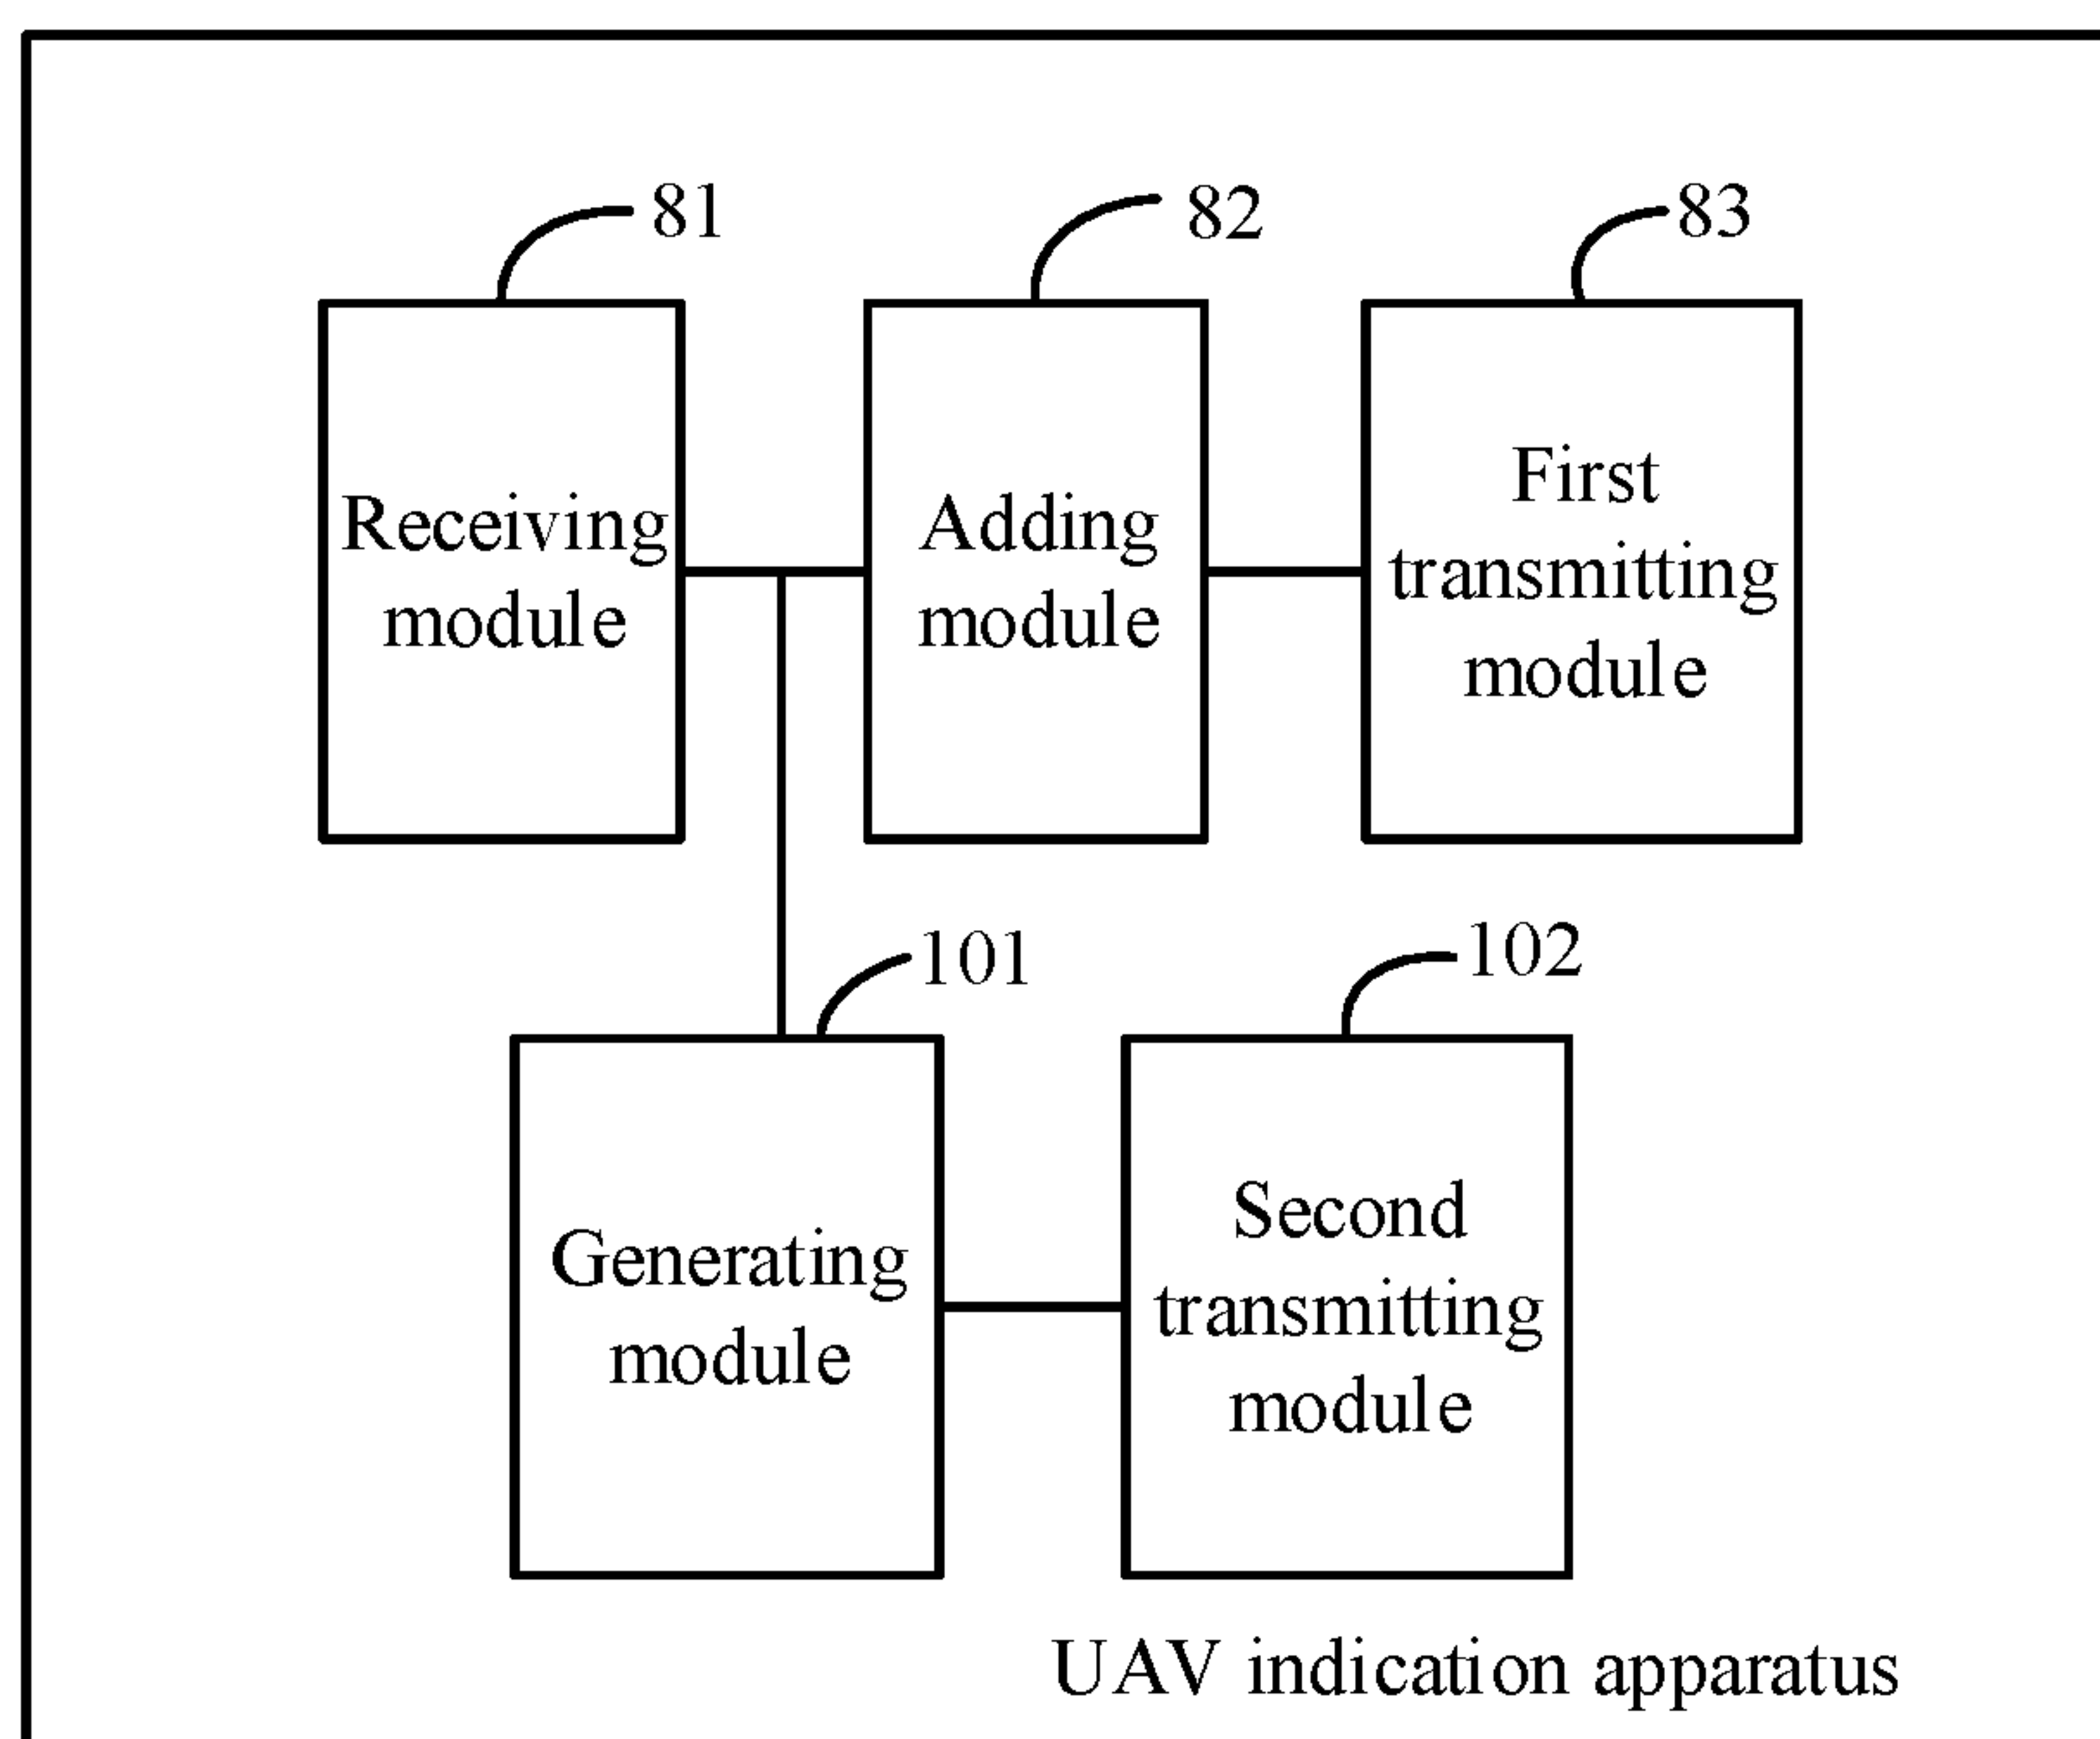 81
82
83
Receiving
module
Adding
module
First
transmitting
module
101
102
Generating
module
Second
transmitting
module
UAV indication apparatus